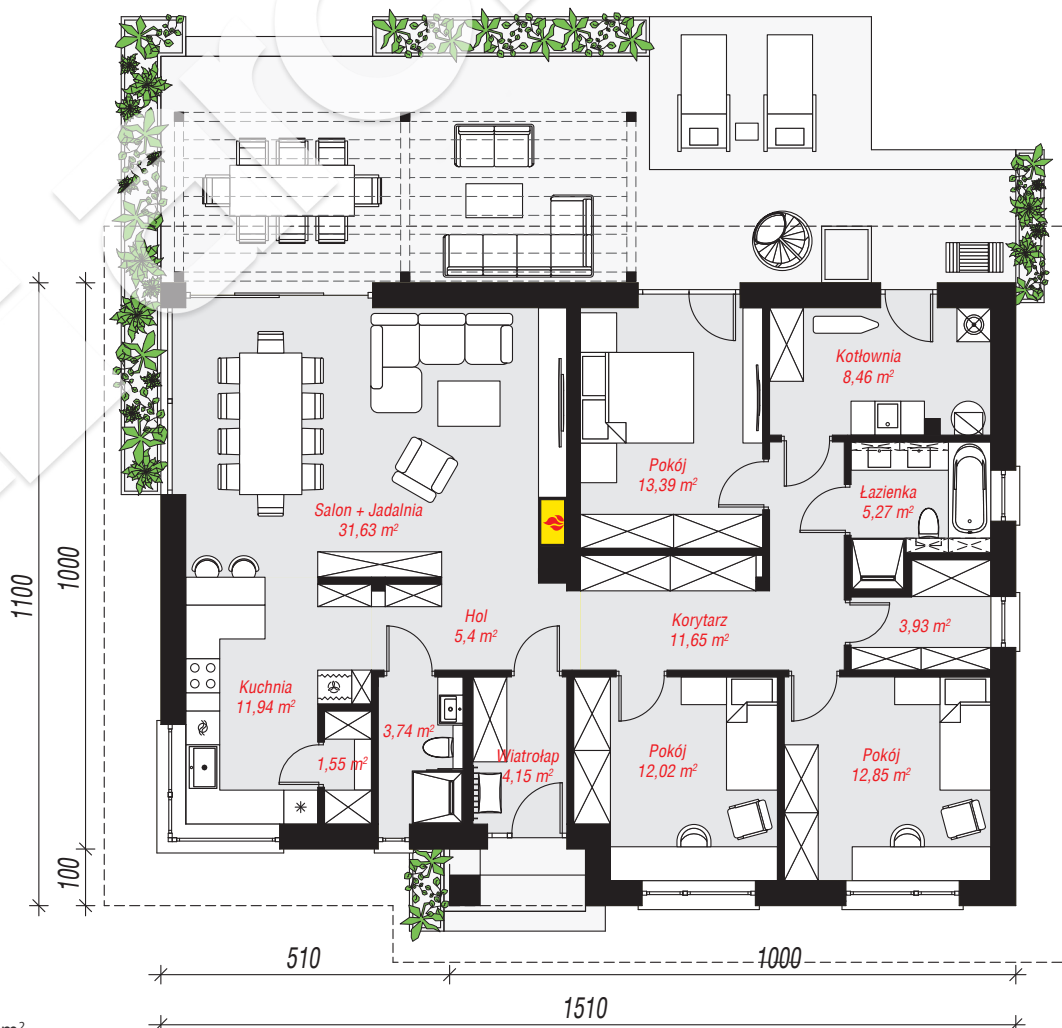 Kotłownia
8,46 m²
Pokój
13,39 m²
Łazienka
5,27 m²
Salon + Jadalnia
31,63 m²
Hol
5,4 m²
Korytarz
11,65 m²
3,93 m²
Kuchnia
11,94 m²
3,74 m²
1,55 m²
Wiatrołap
4,15 m²
Pokój
12,02 m²
Pokój
12,85 m²
1100
1000
100
510
1000
1510
m²